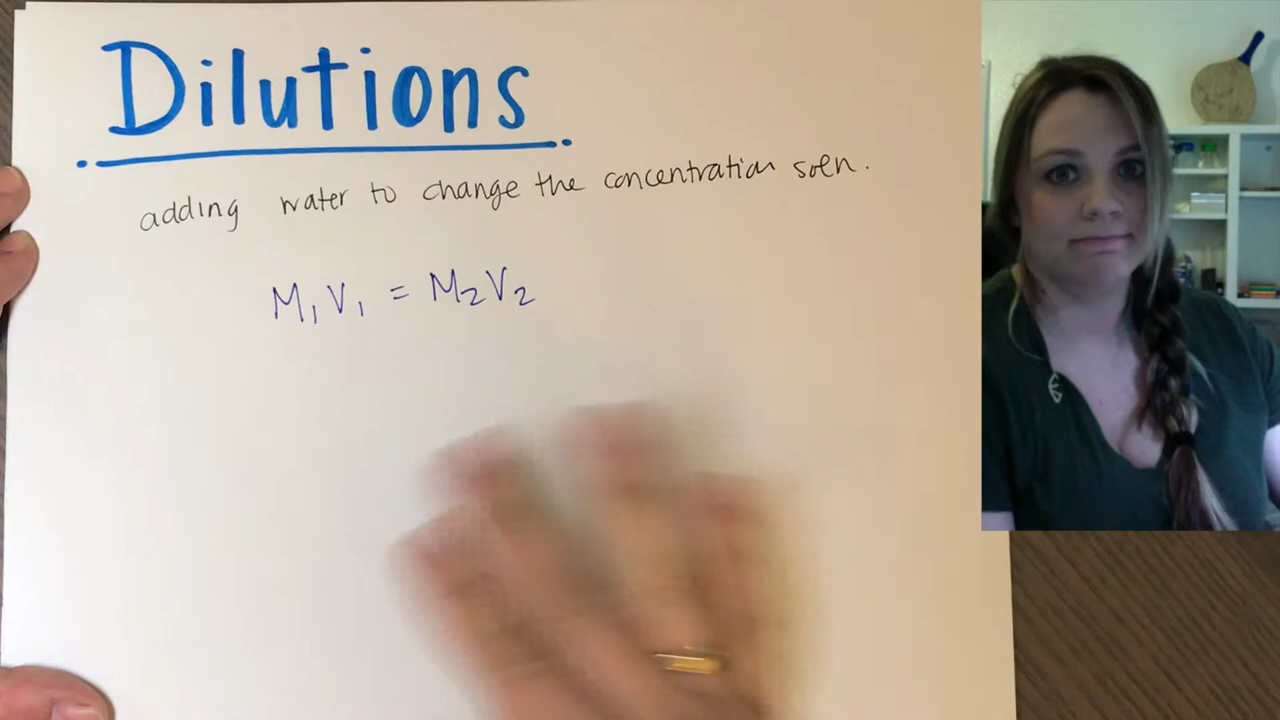 Dilutions
adding water to change the concentration soln.
M₁V₁ = M₂V₂